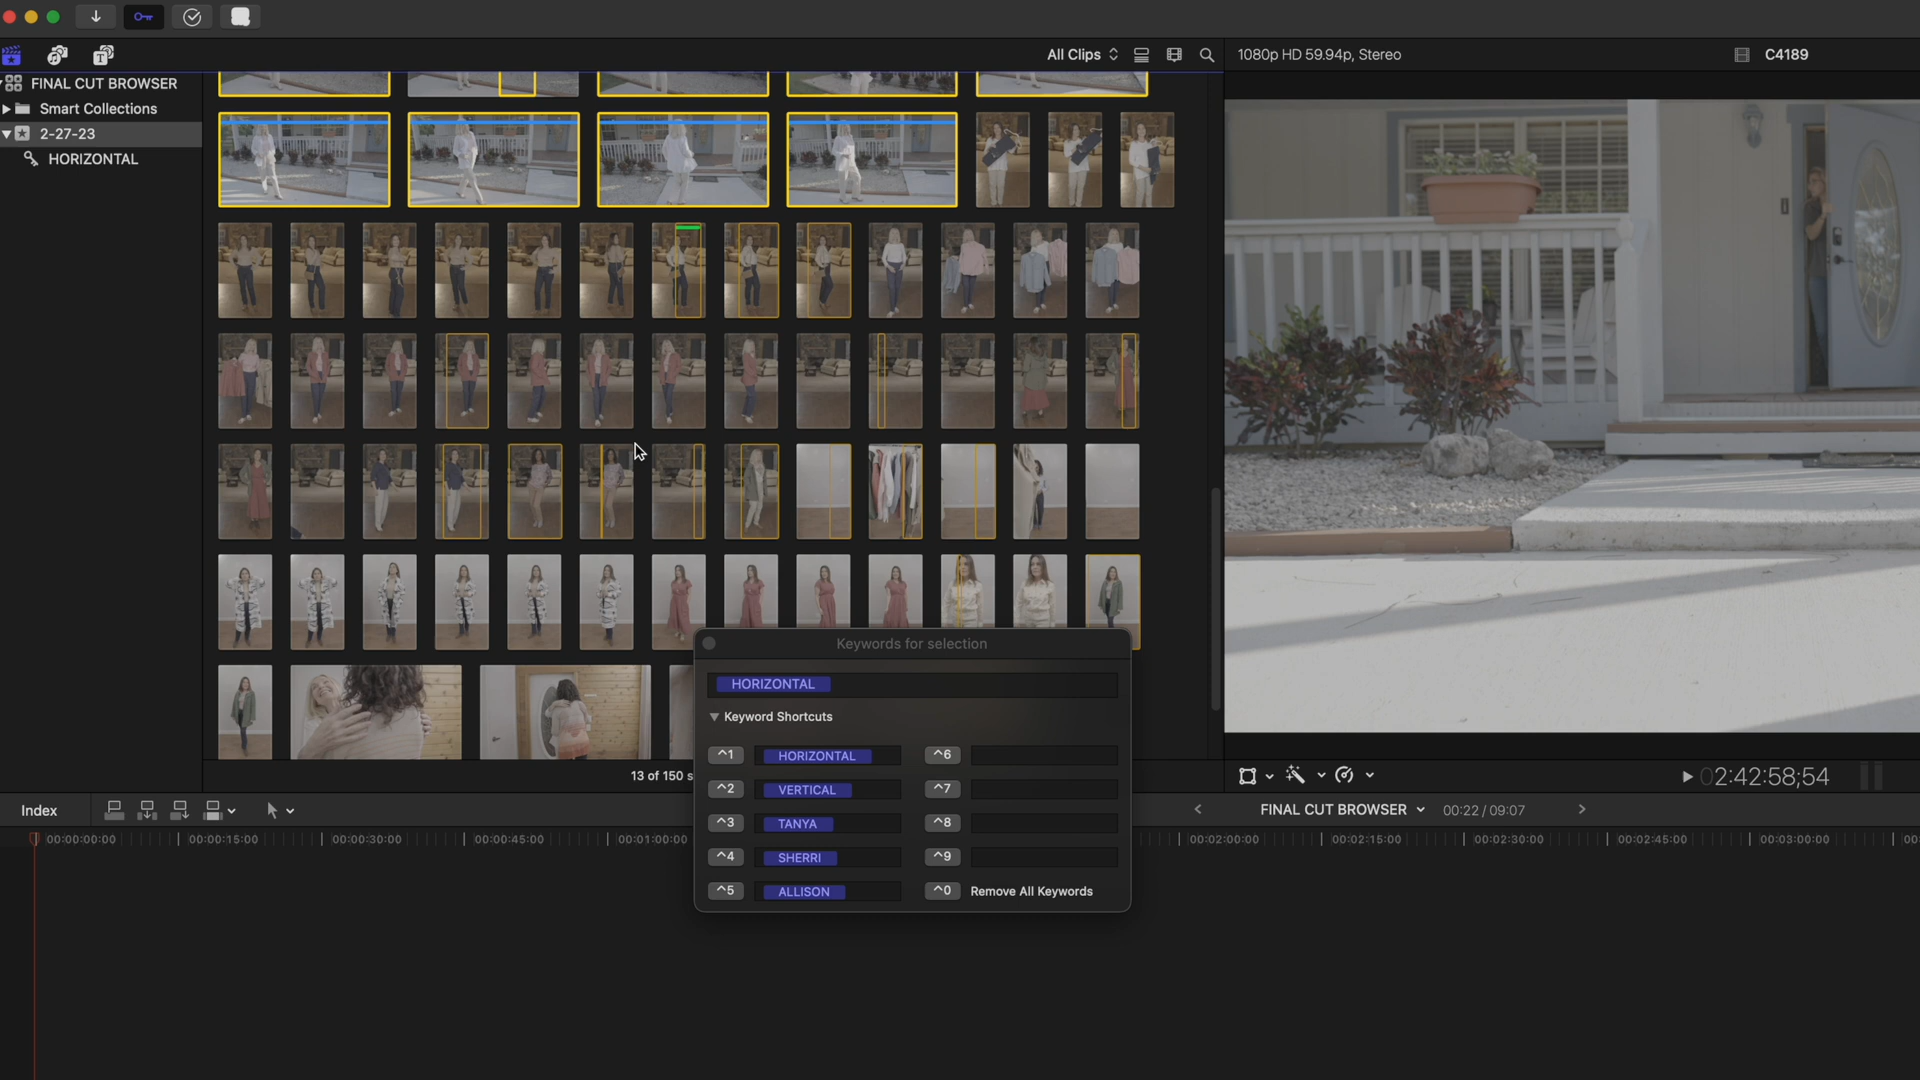 All Clips
1080p HD 59.94p, Stereo
C4189
FINAL CUT BROWSER
Smart Collections
2-27-23
HORIZONTAL
Keywords for selection
HORIZONTAL
Keyword Shortcuts
^1 HORIZONTAL ^6
^2 VERTICAL ^7
^3 TANYA ^8
^4 SHERRI ^9
^5 ALLISON ^0 Remove All Keywords
13 of 150 s
02:42:58;54
Index
FINAL CUT BROWSER
00:22 / 09:07
00:00:00:00
00:00:15:00
00:00:30:00
00:00:45:00
00:01:00:00
00:02:00:00
00:02:15:00
00:02:30:00
00:02:45:00
00:03:00:00
00: